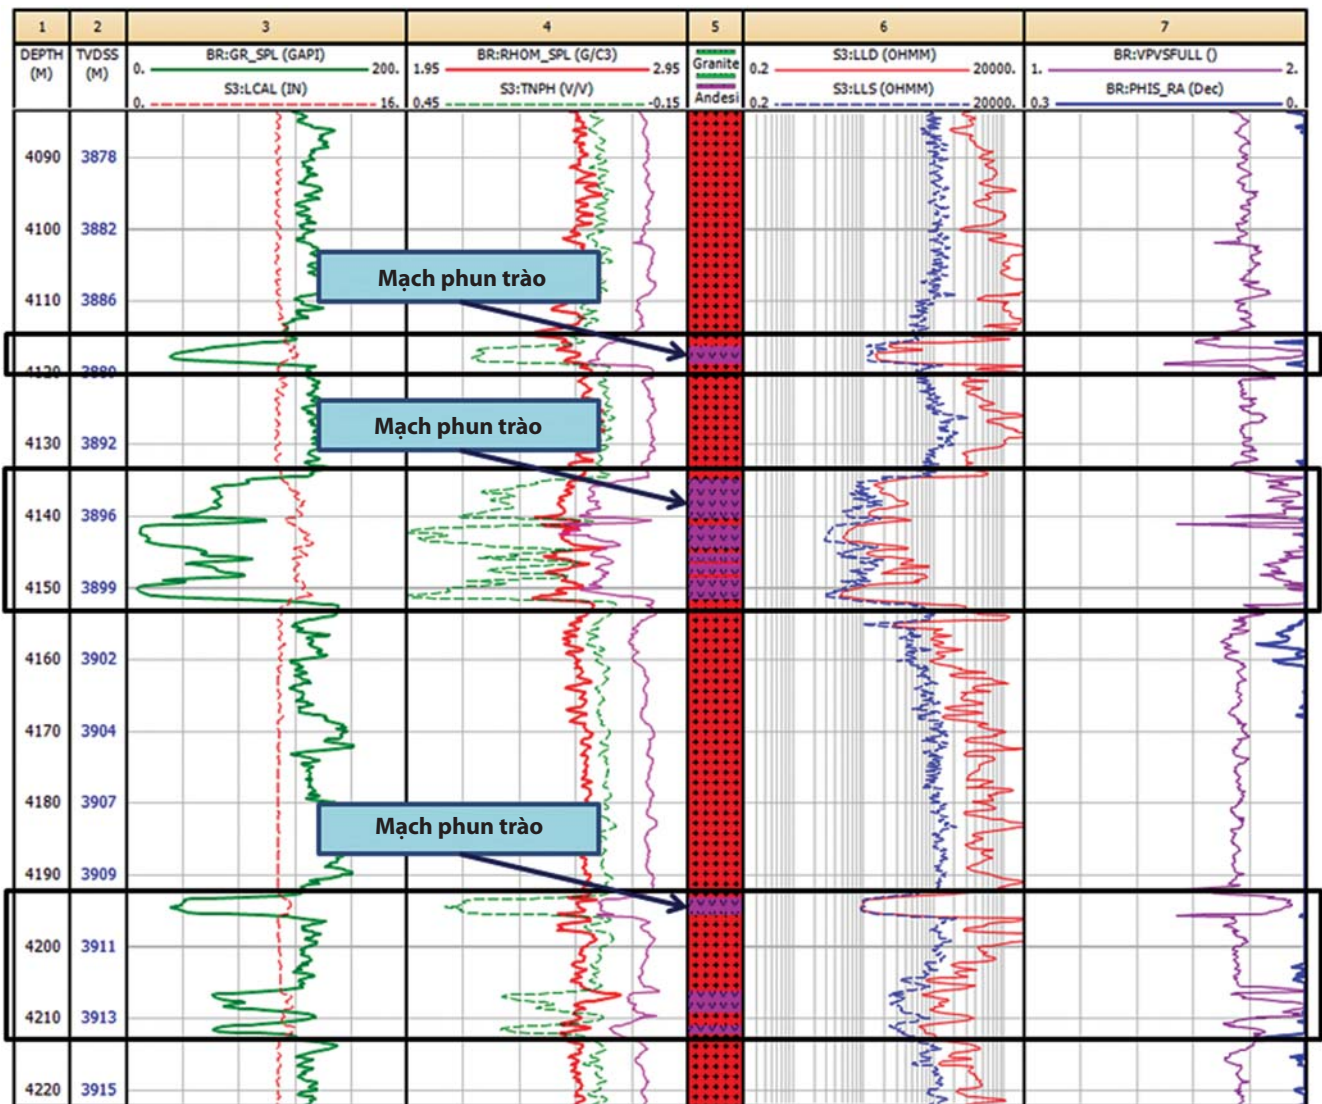 1 2 3 4 5 6 7
DEPTH (M)
TVDSS (M)
BR:GR_SPL (GAPI)
0. 200.
S3:LCAL (IN)
0. 16.
BR:RHOM_SPL (G/C3)
1.95 2.95
S3:TNPH (V/V)
0.45 -0.15
Granite
Andesi
S3:LLD (OHMM)
0.2 20000.
S3:LLS (OHMM)
0.2 20000.
BR:VPVSFULL ()
1. 2.
BR:PHIS_RA (Dec)
0.3 0.
4090 3878
4100 3882
Mạch phun trào
4110 3886
4120 3889
Mạch phun trào
4130 3892
4140 3896
4150 3899
4160 3902
4170 3904
4180 3907
Mạch phun trào
4190 3909
4200 3911
4210 3913
4220 3915